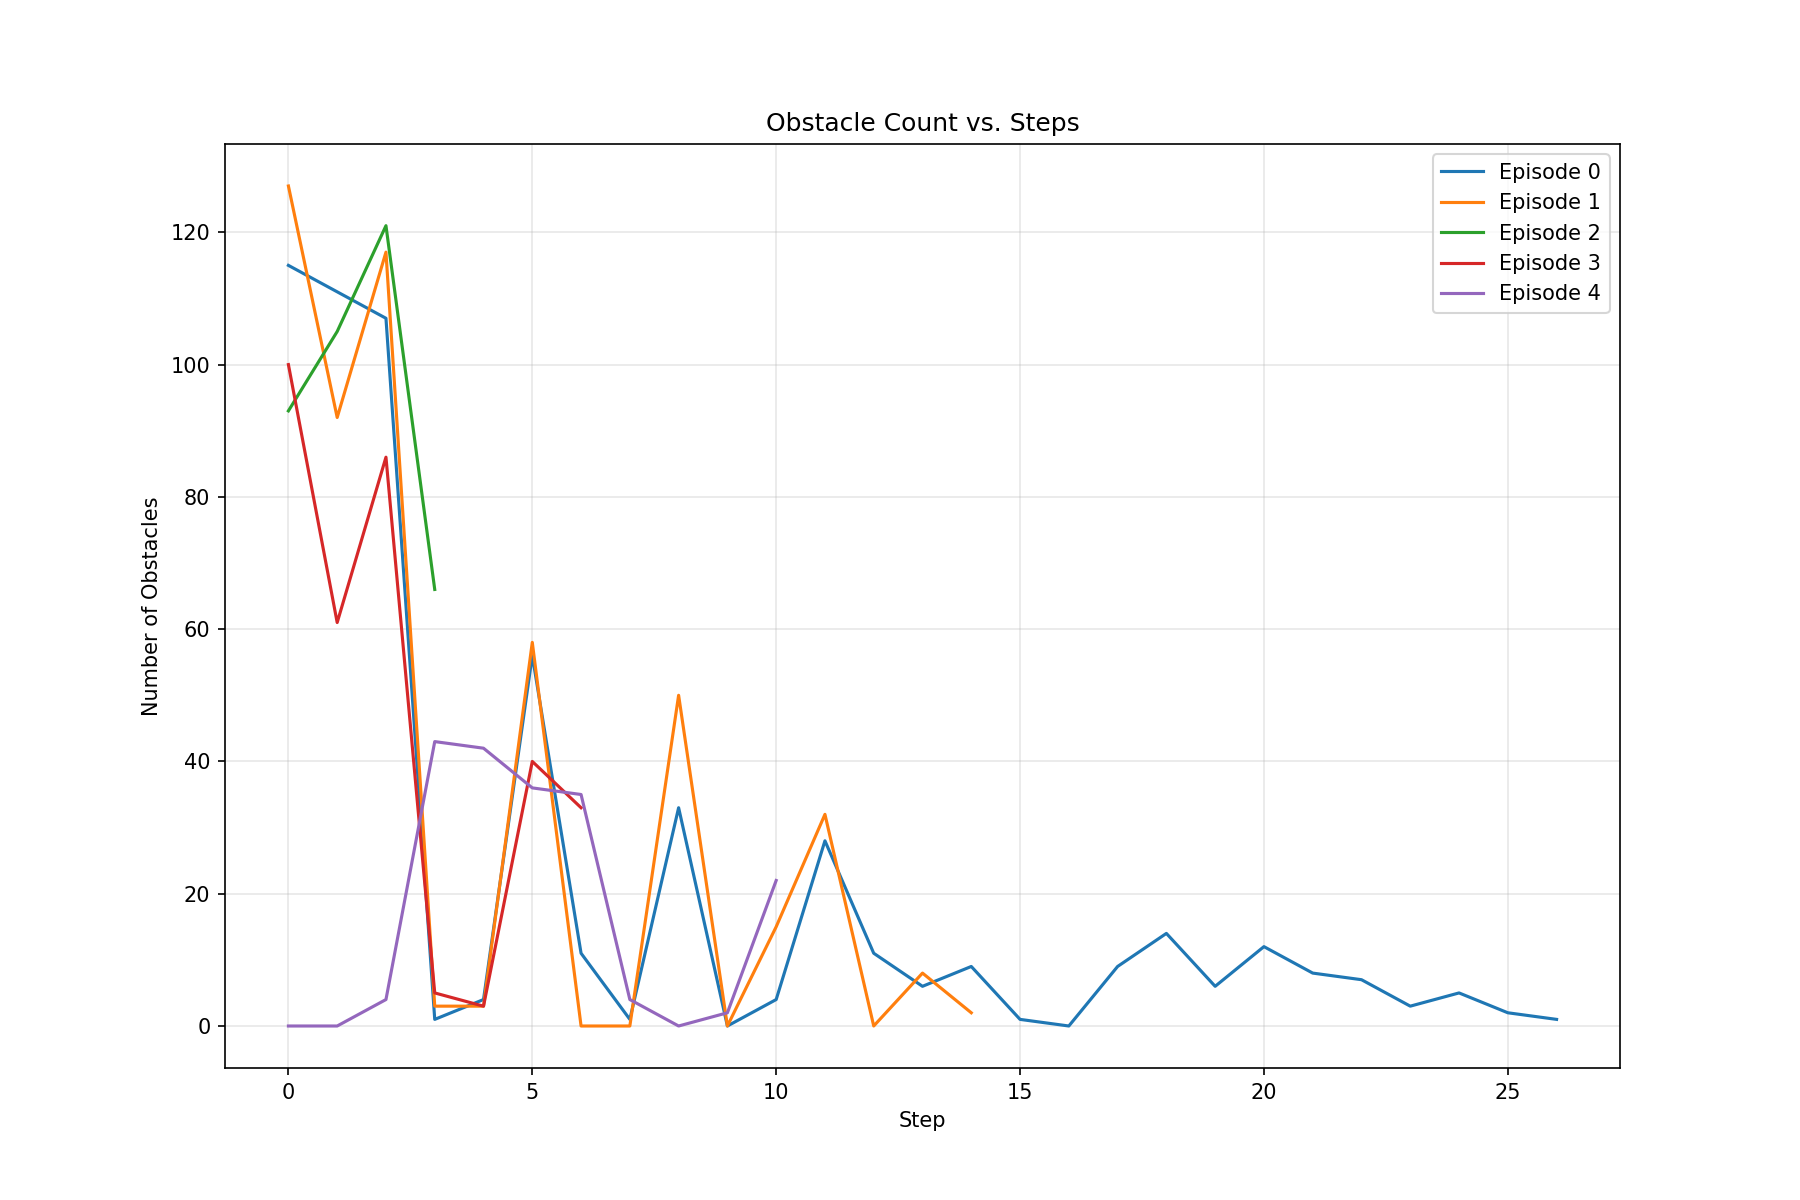 Obstacle Count vs. Steps
Episode 0
Episode 1
Episode 2
Episode 3
Episode 4
Number of Obstacles
120
100
80
60
40
20
0
0 5 10 15 20 25
Step